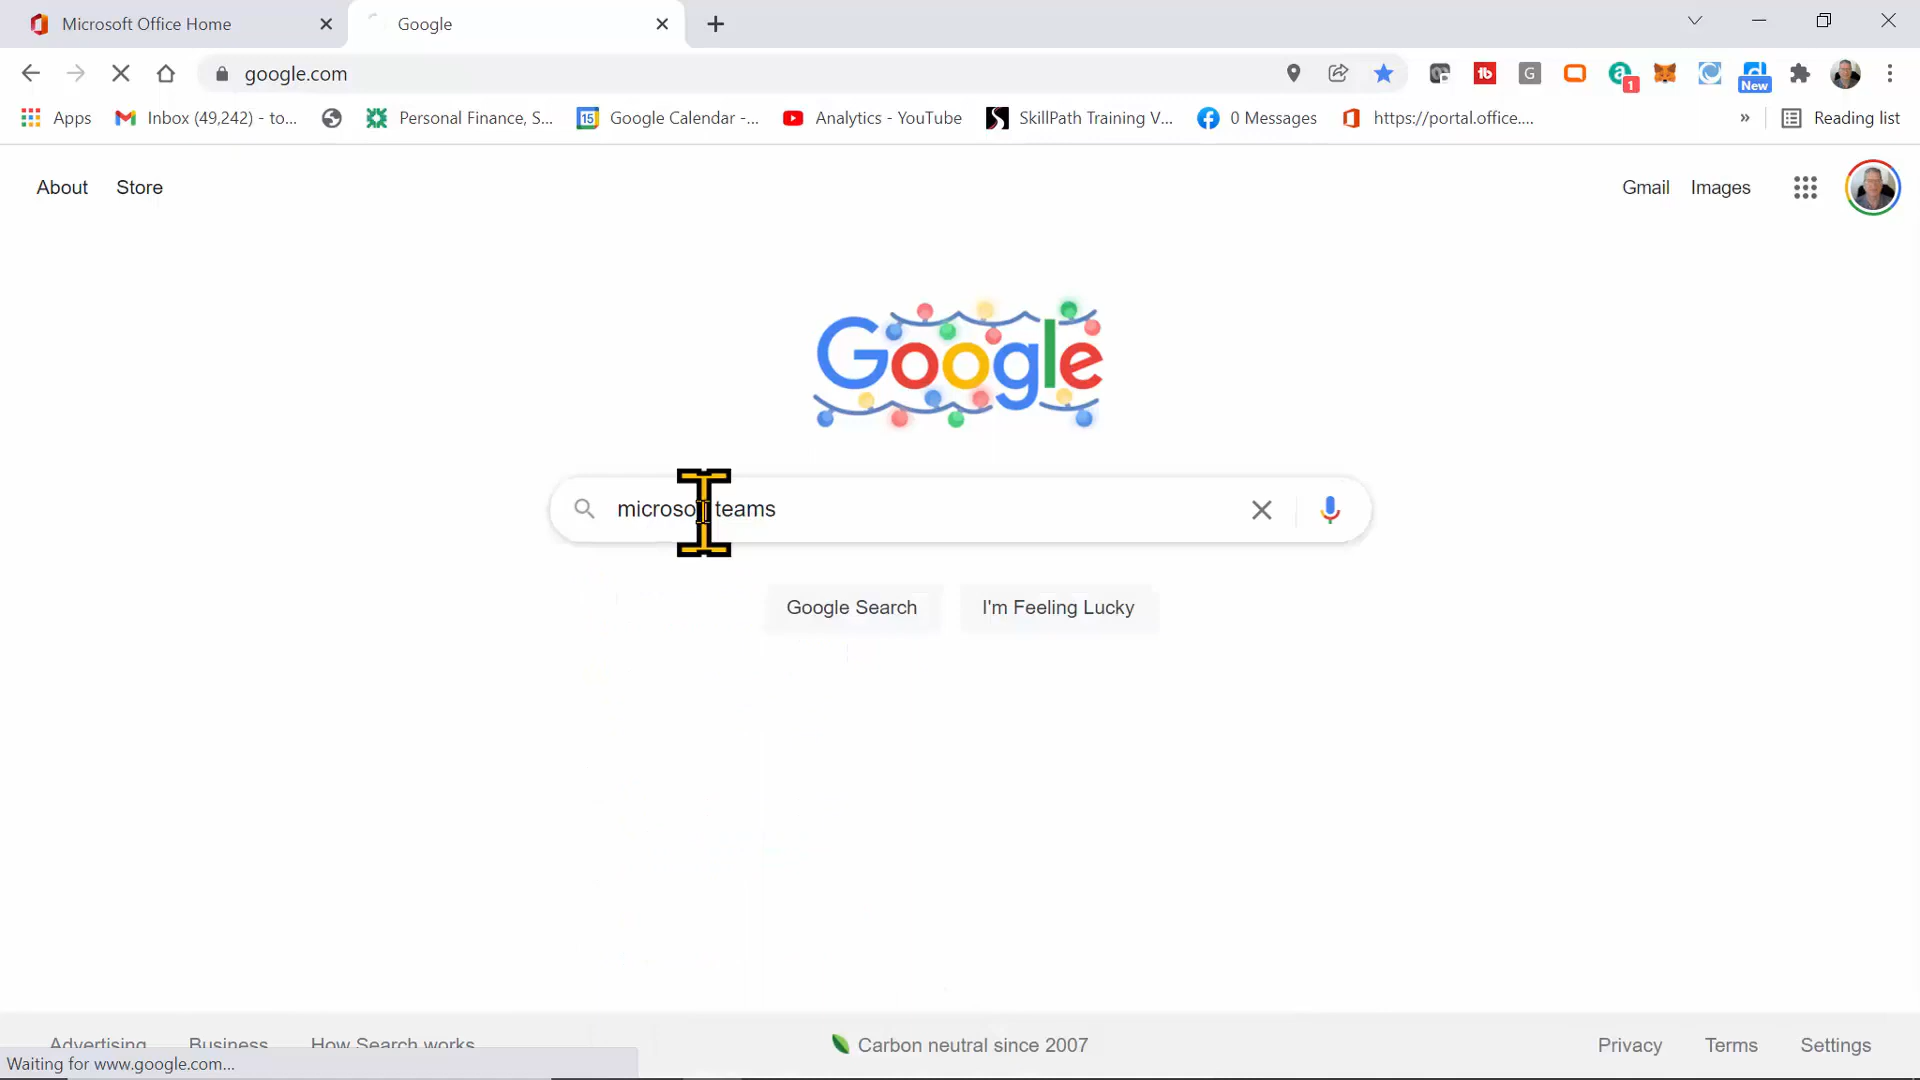 Microsoft Office Home
Google
google.com
New
1
Apps
Inbox (49,242) - to...
Personal Finance, S...
15
Google Calendar -...
Analytics - YouTube
SkillPath Training V...
0 Messages
https://portal.office....
»
Reading list
About
Store
Gmail
Images
Google
teams
Google Search
I'm Feeling Lucky
Advertising
Business
How Search works
Carbon neutral since 2007
Privacy
Terms
Settings
Waiting for www.google.com...